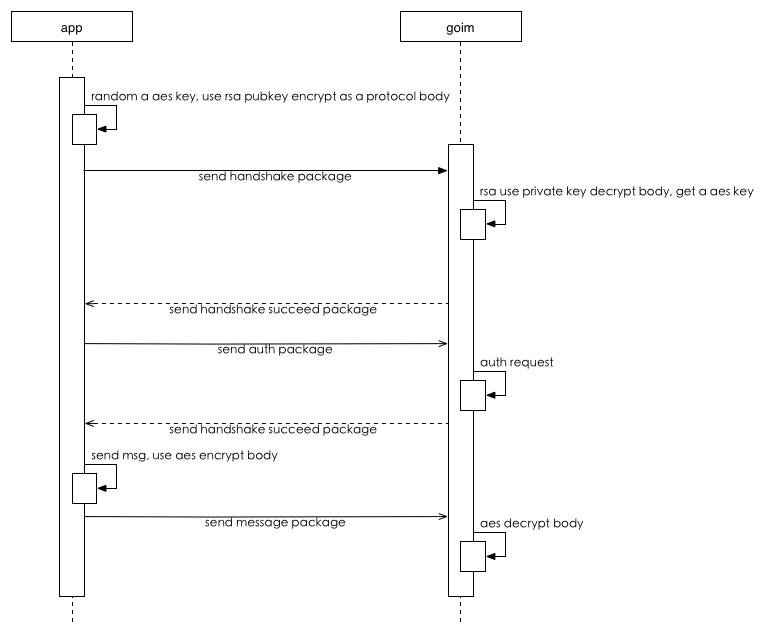 app
goim
random a aes key, use rsa pubkey encrypt as a protocol body
send handshake package
rsa use private key decrypt body, get a aes key
send handshake succeed package
send auth package
auth request
send handshake succeed package
send msg, use aes encrypt body
send message package
aes decrypt body